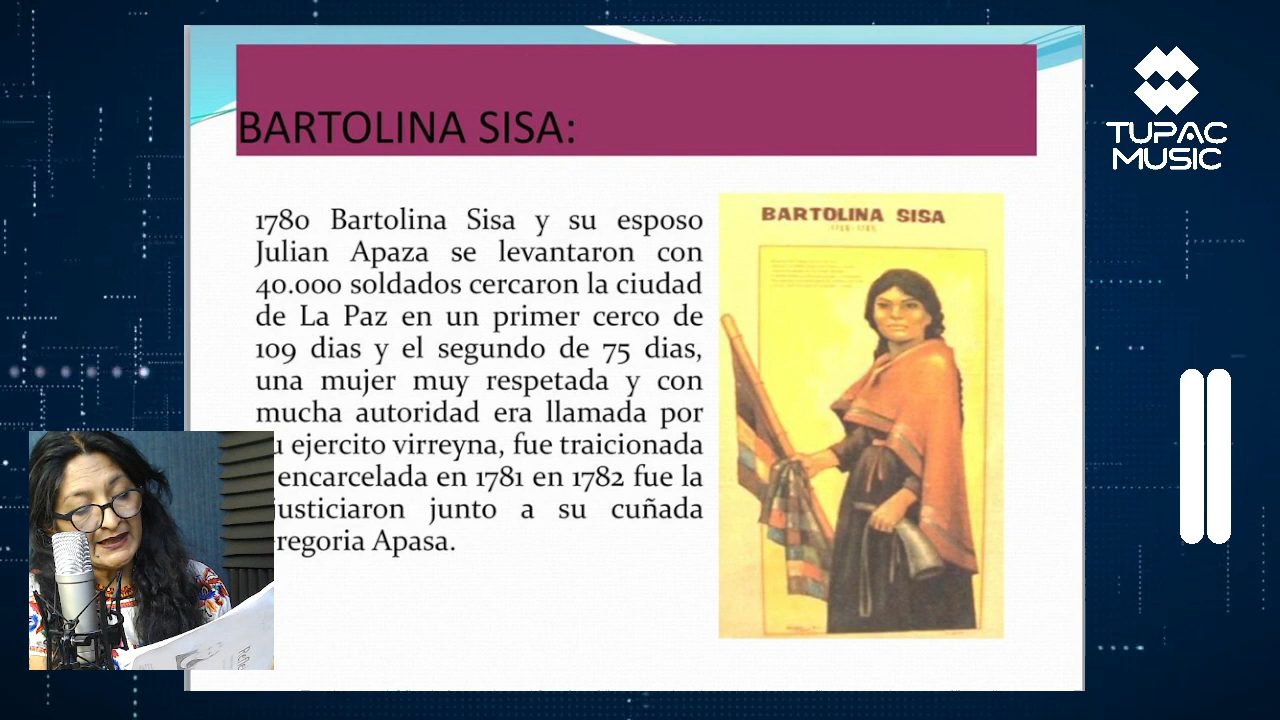 BARTOLINA SISA:
1780 Bartolina Sisa y su esposo
Julian Apaza se levantaron con
40.000 soldados cercaron la ciudad
de La Paz en un primer cerco de
109 dias y el segundo de 75 dias,
una mujer muy respetada y con
mucha autoridad era llamada por
ejercito virreyna, fue traicionada
encarcelada en 1781 en 1782 fue la
justiciaron junto a su cuñada
regoria Apasa.
BARTOLINA SISA
TUPAC
MUSIC